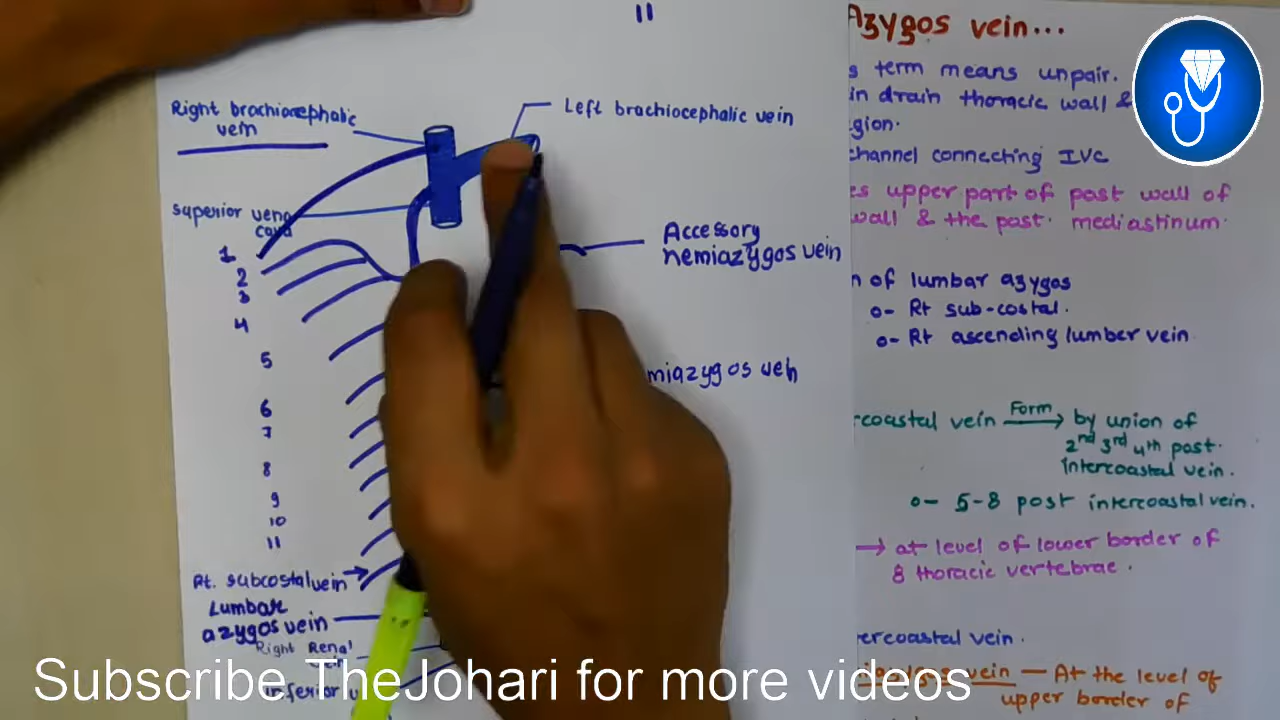 11
Right brachiocephalic
vein
Left brachiocephalic vein
Superior vena
cava
Accessory
hemiazygos vein
1
2
3
4
5
6
7
8
9
10
11
miazygos vein
Rt. subcostal vein
Lumbar
azygos vein
Right Renal
inferior v
Azygos vein...
s term means unpair.
in drain thoracic wall &
gion.
channel connecting IVC
es upper part of post wall of
wall & the post. mediastinum.
n of lumbar azygos
o- Rt sub-costal.
o- Rt ascending lumber vein
rcoastal vein Form → by union of
2nd 3rd 4th post.
intercoastal vein.
o- 5-8 post intercoastal vein.
→ at level of lower border of
8 thoracic vertebrae.
ercoastal vein.
vein — At the level of
upper border of
Subscribe TheJohari for more videos